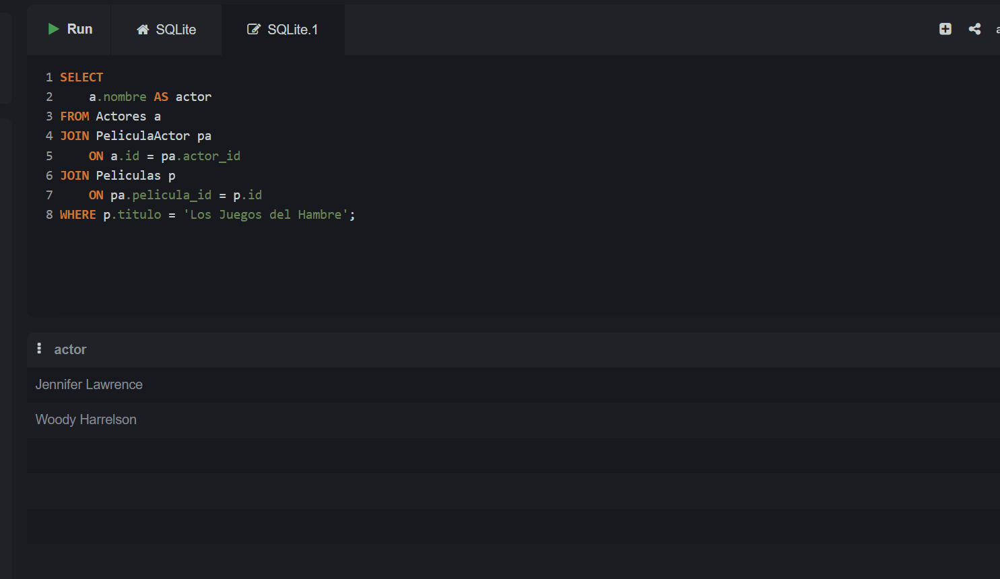 Run SQLite SQLite.1
1 SELECT
2 a.nombre AS actor
3 FROM Actores a
4 JOIN PeliculaActor pa
5 ON a.id = pa.actor_id
6 JOIN Peliculas p
7 ON pa.pelicula_id = p.id
8 WHERE p.titulo = 'Los Juegos del Hambre';
actor
Jennifer Lawrence
Woody Harrelson